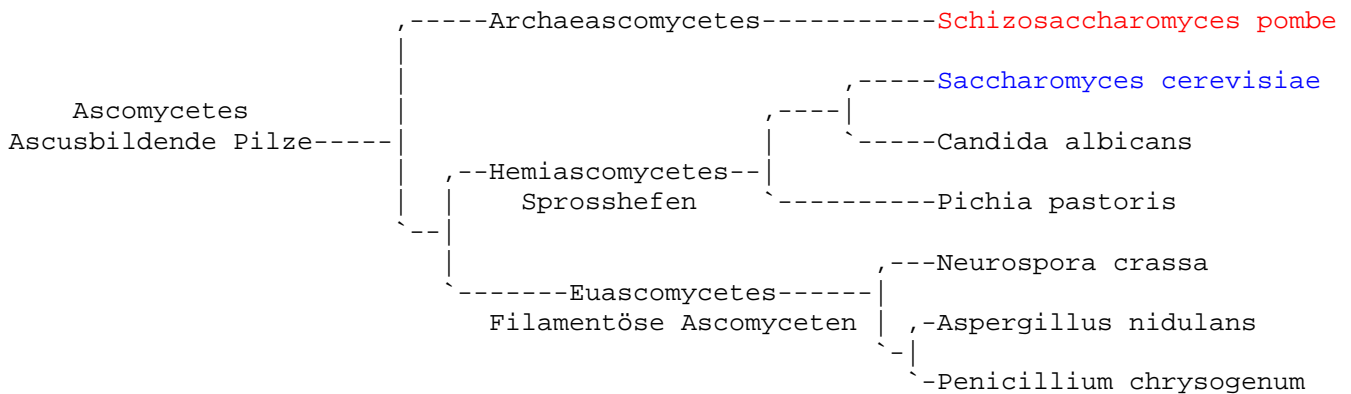 Archaeascomycetes
Schizosaccharomyces pombe
Saccharomyces cerevisiae
Ascomycetes
Ascusbildende Pilze
Candida albicans
Hemiascomycetes
Sprosshefen
Pichia pastoris
Neurospora crassa
Euascomycetes
Filamentöse Ascomyceten
Aspergillus nidulans
Penicillium chrysogenum